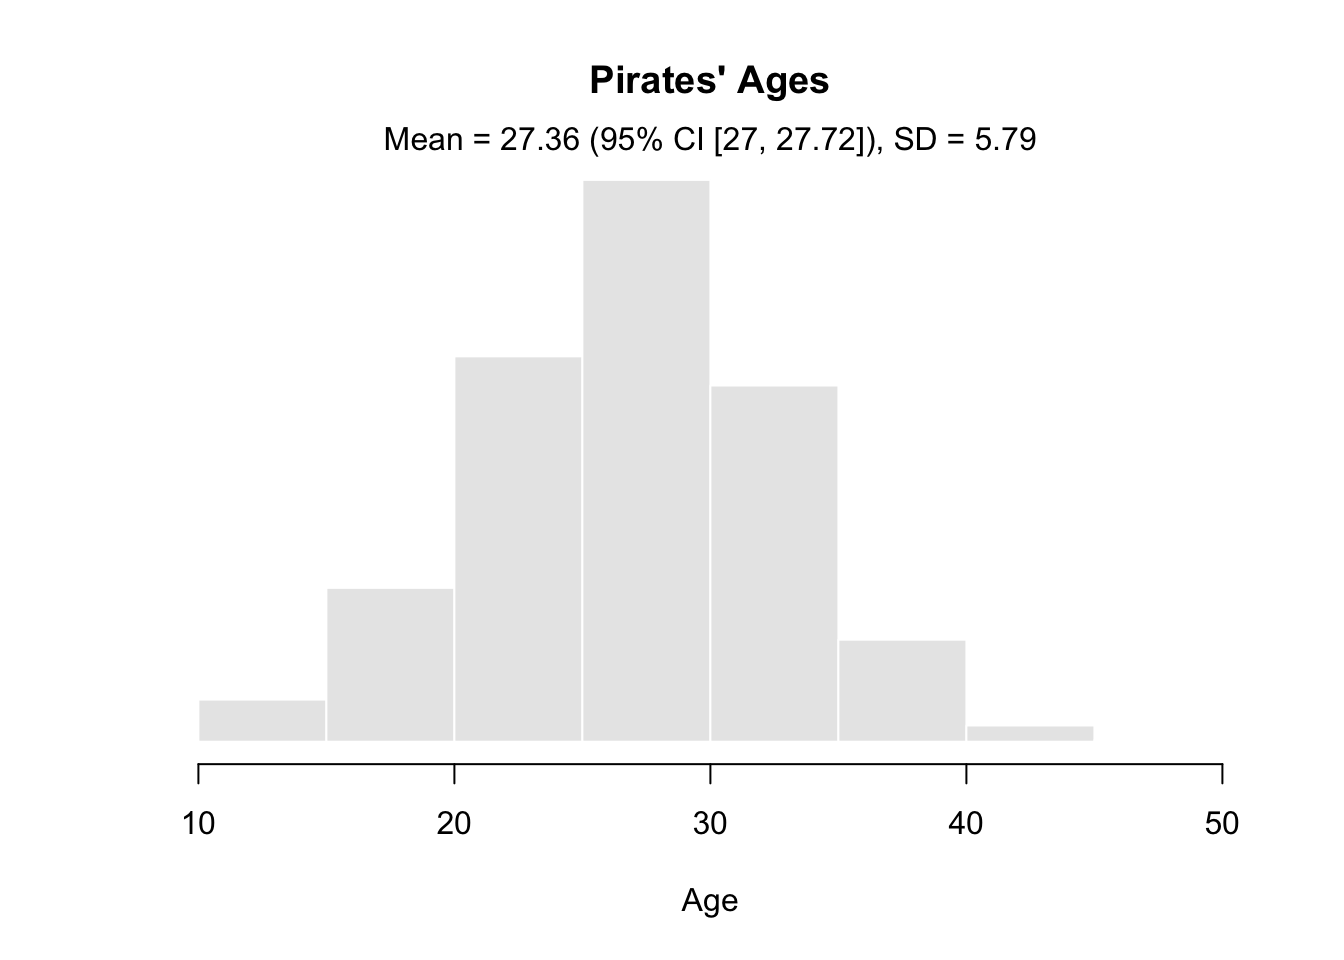 Pirates' Ages
Mean = 27.36 (95% CI [27, 27.72]), SD = 5.79
10 20 30 40 50
Age